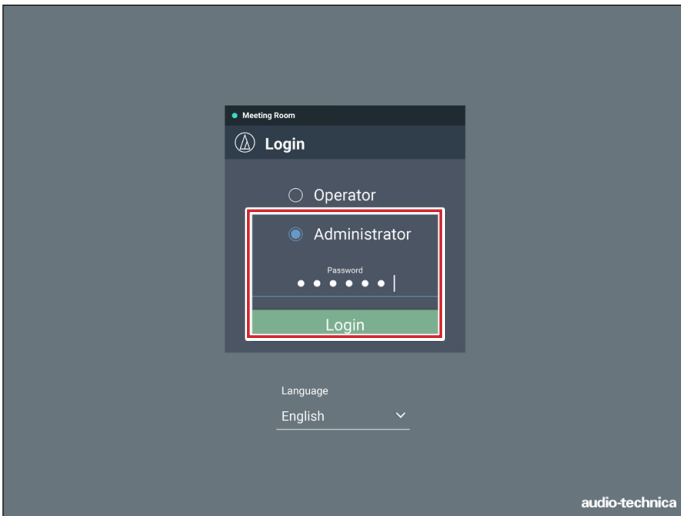 Meeting Room
Login
Operator
Administrator
Password
Login
Language
English
audio-technica